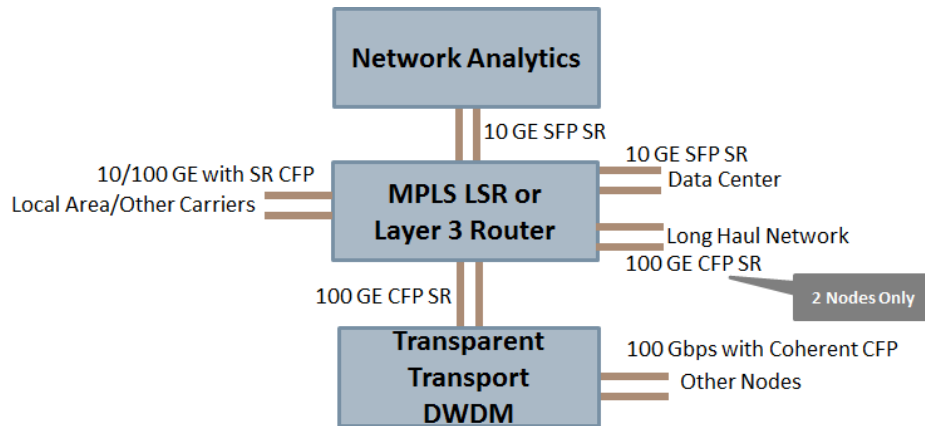 Network Analytics
10 GE SFP SR
10 GE SFP SR
Data Center
10/100 GE with SR CFP
Local Area/Other Carriers
MPLS LSR or
Layer 3 Router
Long Haul Network
100 GE CFP SR
2 Nodes Only
100 GE CFP SR
Transparent
Transport
DWDM
100 Gbps with Coherent CFP
Other Nodes